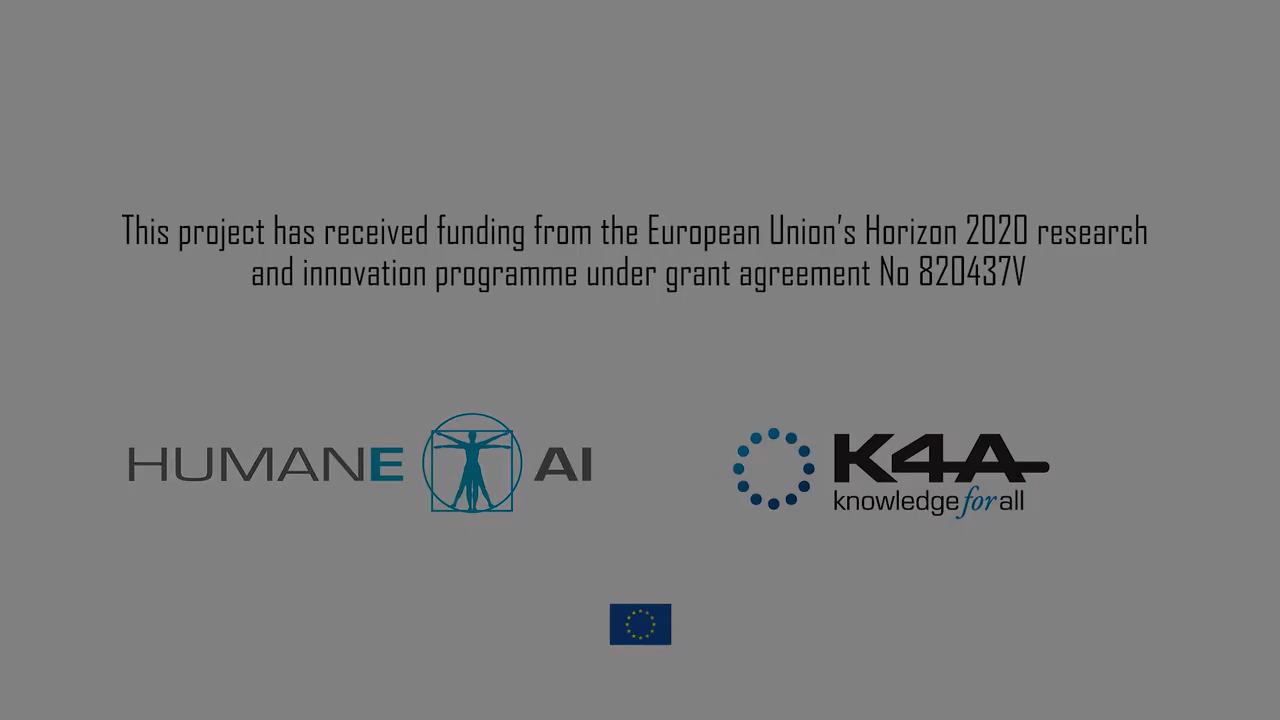 This project has received funding from the European Union's Horizon 2020 research
and innovation programme under grant agreement No 820437V
HUMANE AI
K4A
knowledge for all